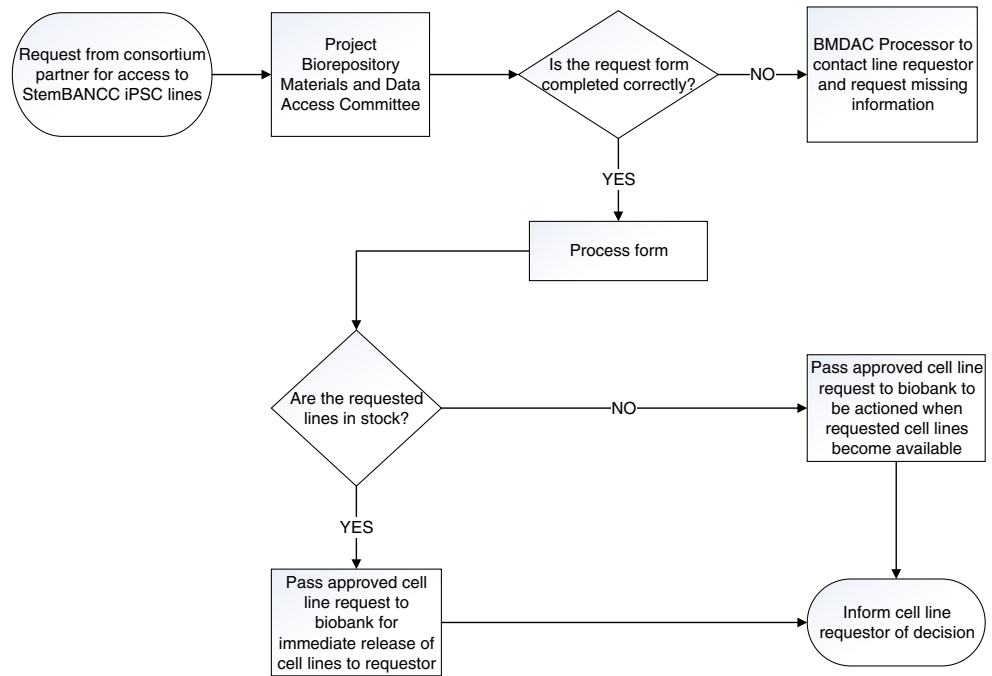 Request from consortium
partner for access to
StemBANCC iPSC lines
Project
Biorepository
Materials and Data
Access Committee
Is the request form
completed correctly?
NO
BMDAC Processor to
contact line requestor
and request missing
information
YES
Process form
Are the requested
lines in stock?
NO
Pass approved cell line
request to biobank to
be actioned when
requested cell lines
become available
YES
Pass approved cell
line request to
biobank for
immediate release of
cell lines to requestor
Inform cell line
requestor of decision